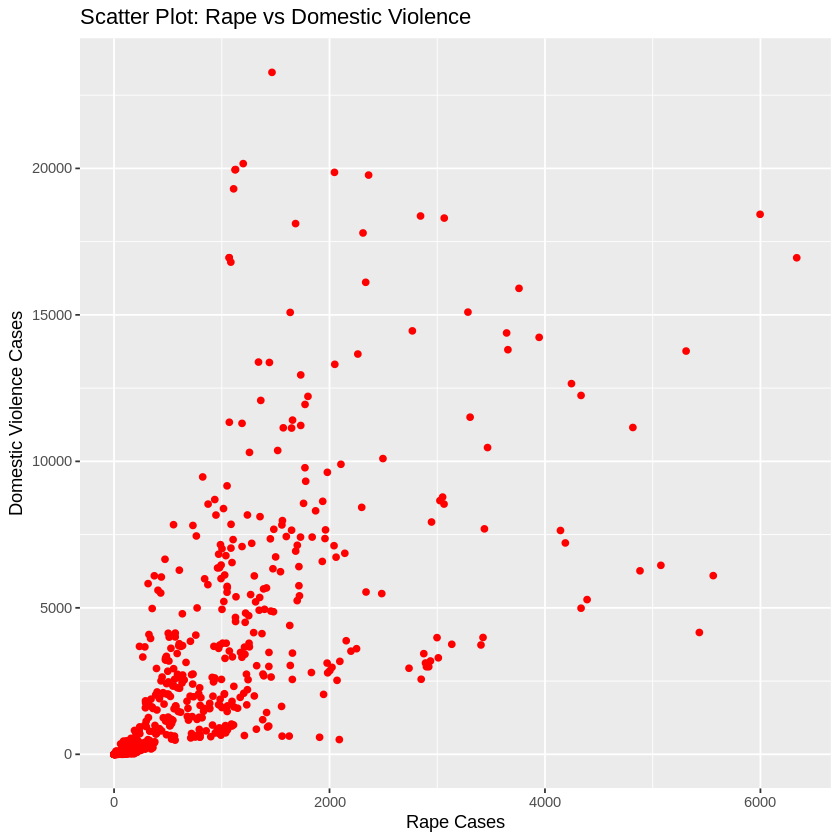 Scatter Plot: Rape vs Domestic Violence
20000
15000
10000
5000
0
Domestic Violence Cases
0 2000 4000 6000
Rape Cases